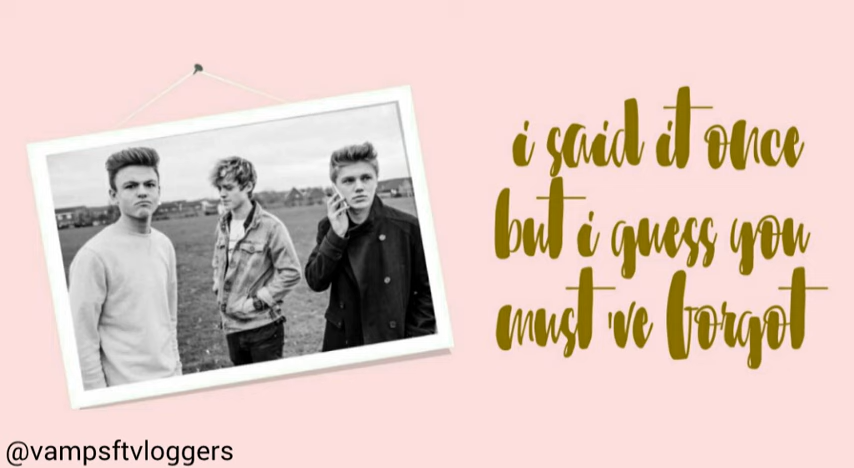 i said it once
but i guess you
must've forgot
@vampsftvloggers